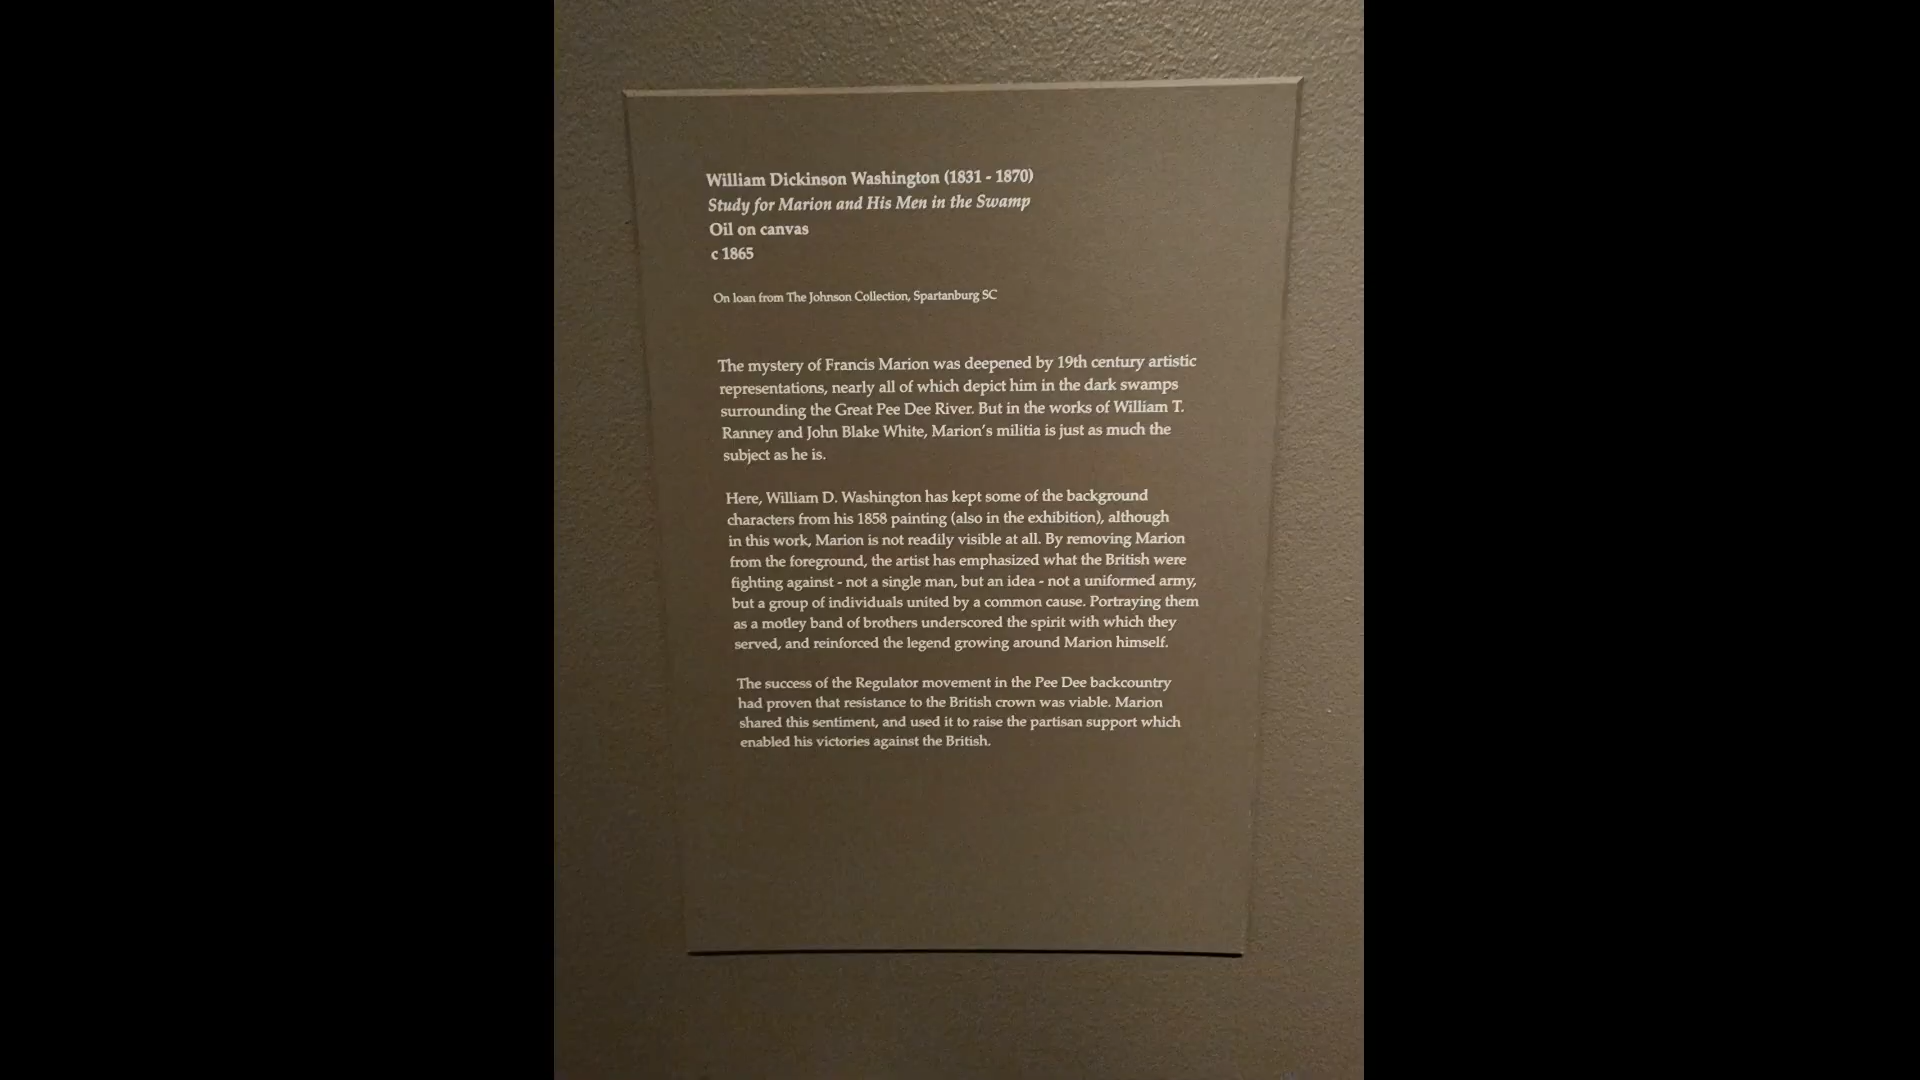 William Dickinson Washington (1831 - 1870)
Study for Marion and His Men in the Swamp
Oil on canvas
c 1865
On loan from The Johnson Collection, Spartanburg SC
The mystery of Francis Marion was deepened by 19th century artistic
representations, nearly all of which depict him in the dark swamps
surrounding the Great Pee Dee River. But in the works of William T.
Ranney and John Blake White, Marion's militia is just as much the
subject as he is.
Here, William D. Washington has kept some of the background
characters from his 1858 painting (also in the exhibition), although
in this work, Marion is not readily visible at all. By removing Marion
from the foreground, the artist has emphasized what the British were
fighting against - not a single man, but an idea - not a uniformed army,
but a group of individuals united by a common cause. Portraying them
as a motley band of brothers underscored the spirit with which they
served, and reinforced the legend growing around Marion himself.
The success of the Regulator movement in the Pee Dee backcountry
had proven that resistance to the British crown was viable. Marion
shared this sentiment, and used it to raise the partisan support which
enabled his victories against the British.